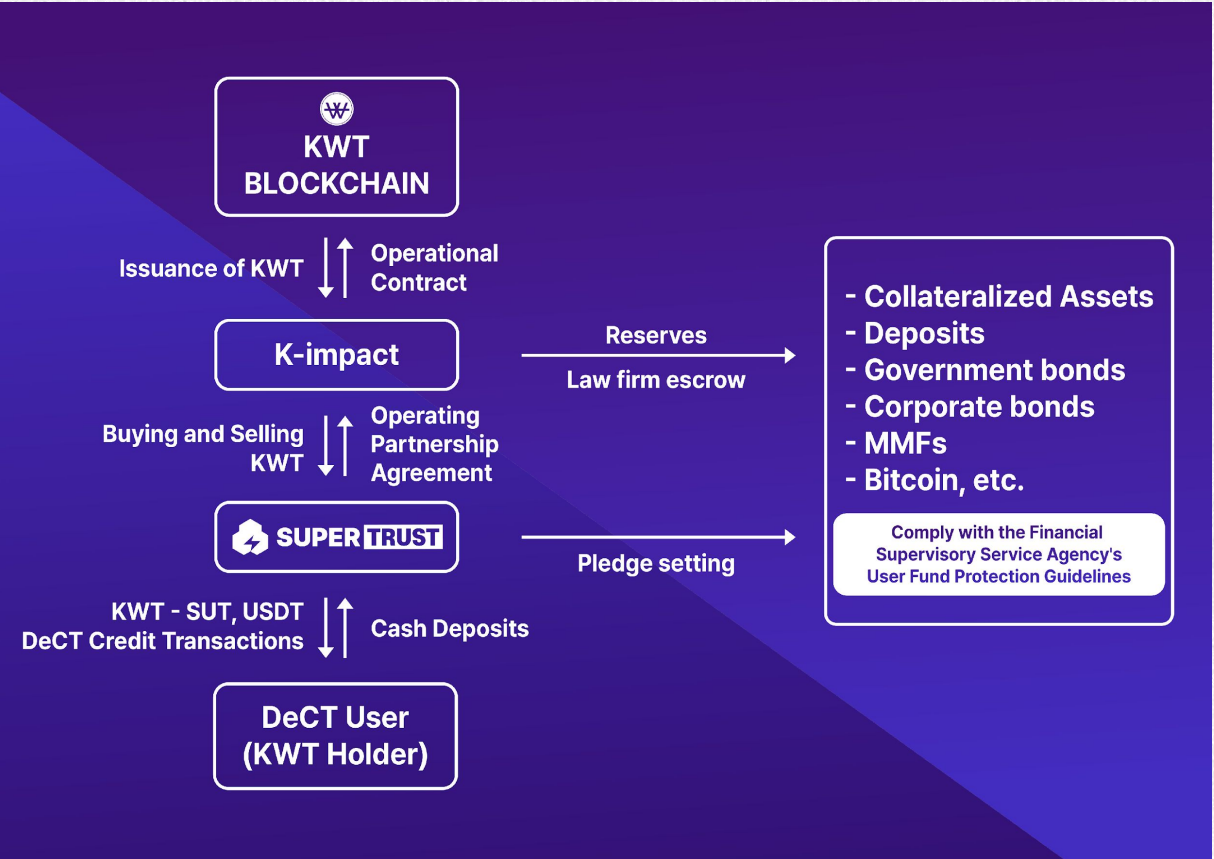 KWT
BLOCKCHAIN
Issuance of KWT
Operational
Contract
K-impact
Reserves
Law firm escrow
Buying and Selling
KWT
Operating
Partnership
Agreement
SUPER TRUST
Pledge setting
KWT - SUT, USDT
DeCT Credit Transactions
Cash Deposits
DeCT User
(KWT Holder)
- Collateralized Assets
- Deposits
- Government bonds
- Corporate bonds
- MMFs
- Bitcoin, etc.
Comply with the Financial
Supervisory Service Agency's
User Fund Protection Guidelines